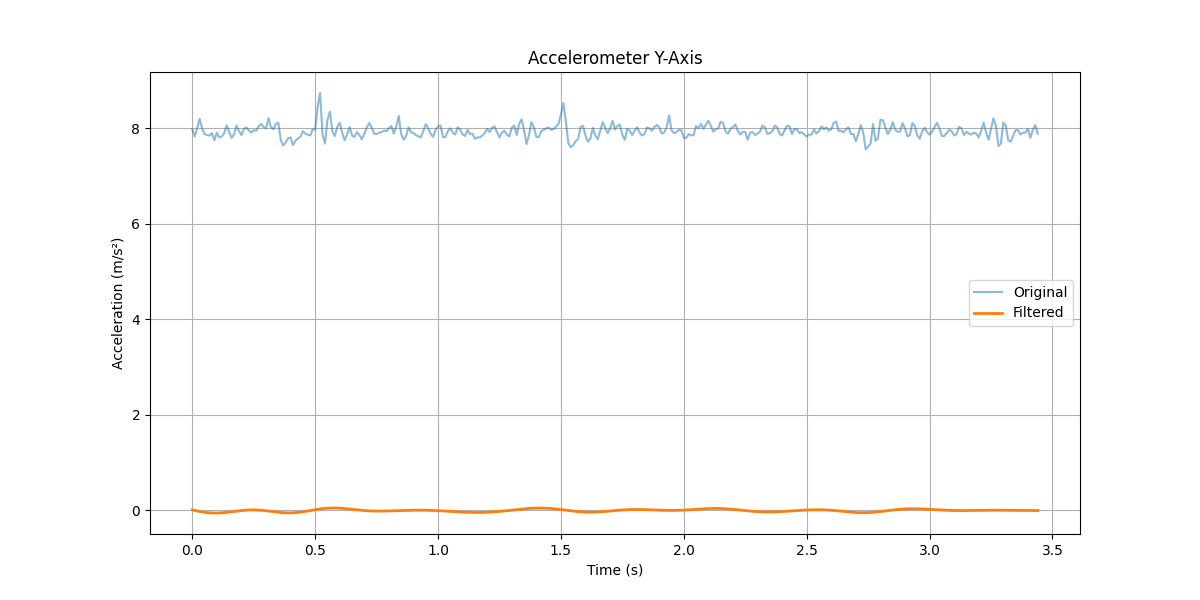 Accelerometer Y-Axis
Acceleration (m/s²)
8
6
4
2
0
Original
Filtered
0.0 0.5 1.0 1.5 2.0 2.5 3.0 3.5
Time (s)